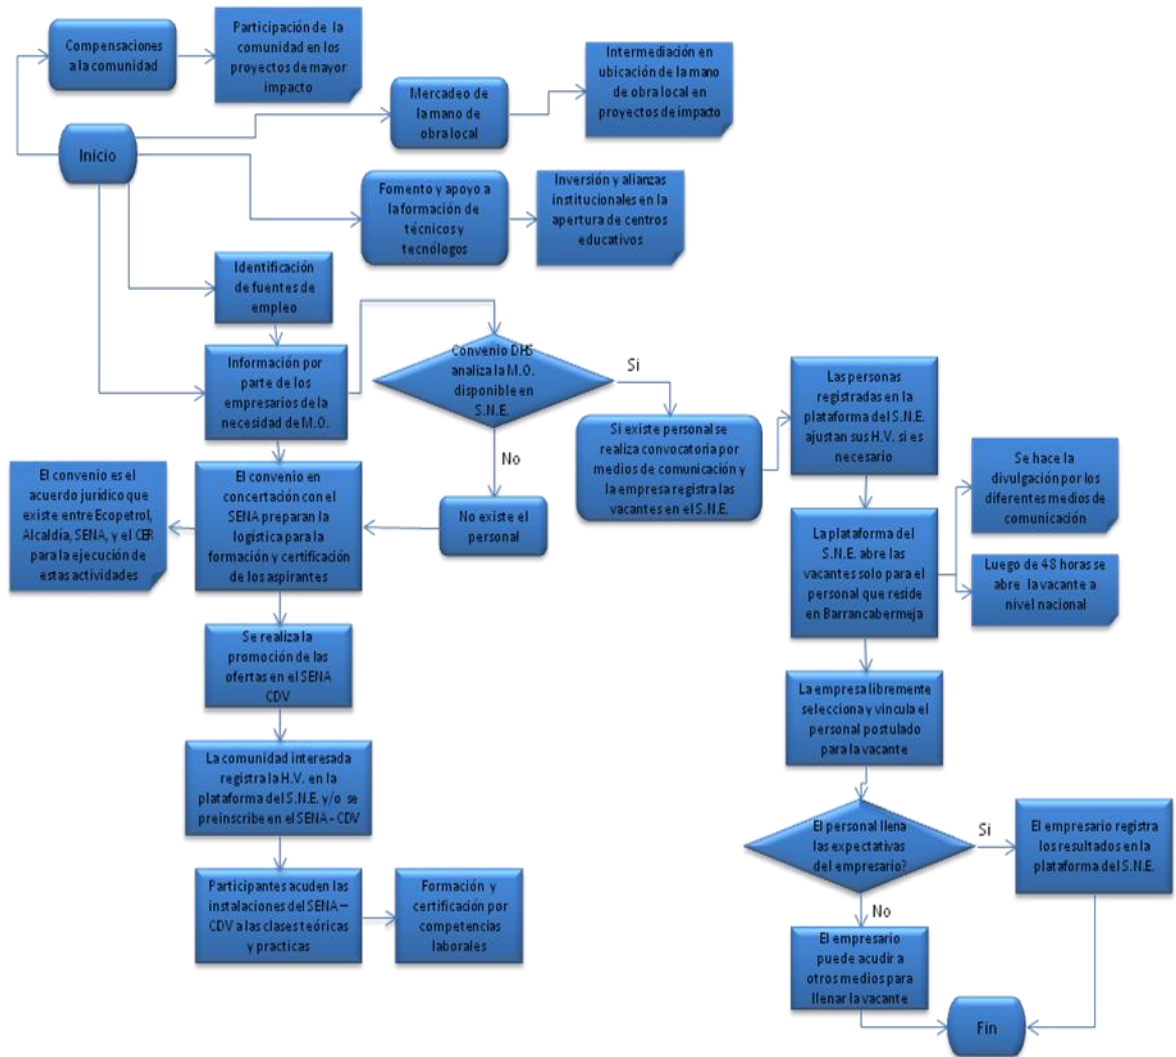 Compensaciones
a la comunidad
Participación de la
comunidad en los
proyectos de mayor
impacto
Mercadeo de
la mano de
obra local
Intermediación en
ubicación de la mano
de obra local en
proyectos de impacto
Inicio
Fomento y apoyo a
la formación de
técnicos y
tecnólogos
Inversión y alianzas
institucionales en la
apertura de centros
educativos
Identificación
de fuentes de
empleo
Información por
parte de los
empresarios de la
necesidad de M.O.
Convenio DHS
analiza la M.O.
disponible en
S.N.E.
Si
No
Si existe personal se
realiza convocatoria por
medios de comunicación y
la empresa registra las
vacantes en el S.N.E.
Las personas
registradas en la
plataforma del S.N.E.
ajustan sus H.V. si es
necesario
El convenio es el
acuerdo jurídico que
existe entre Ecopetrol,
Alcaldía, SENA, y el CER
para la ejecución de
estas actividades
El convenio en
concertación con el
SENA preparan la
logística para la
formación y certificación
de los aspirantes
No existe el
personal
La plataforma del
S.N.E. abre las
vacantes solo para el
personal que reside
en Barrancabermeja
Se hace la
divulgación por los
diferentes medios de
comunicación
Luego de 48 horas se
abre la vacante a
nivel nacional
Se realiza la
promoción de las
ofertas en el SENA
CDV
La empresa libremente
selecciona y vincula el
personal postulado
para la vacante
La comunidad interesada
registra la H.V. en la
plataforma del S.N.E. y/o se
preinscribe en el SENA - CDV
El personal llena
las expectativas
del empresario?
Si
No
El empresario registra
los resultados en la
plataforma del S.N.E.
Participantes acuden las
instalaciones del SENA –
CDV a las clases teóricas
y practicas
Formación y
certificación por
competencias
laborales
El empresario
puede acudir a
otros medios para
llenar la vacante
Fin